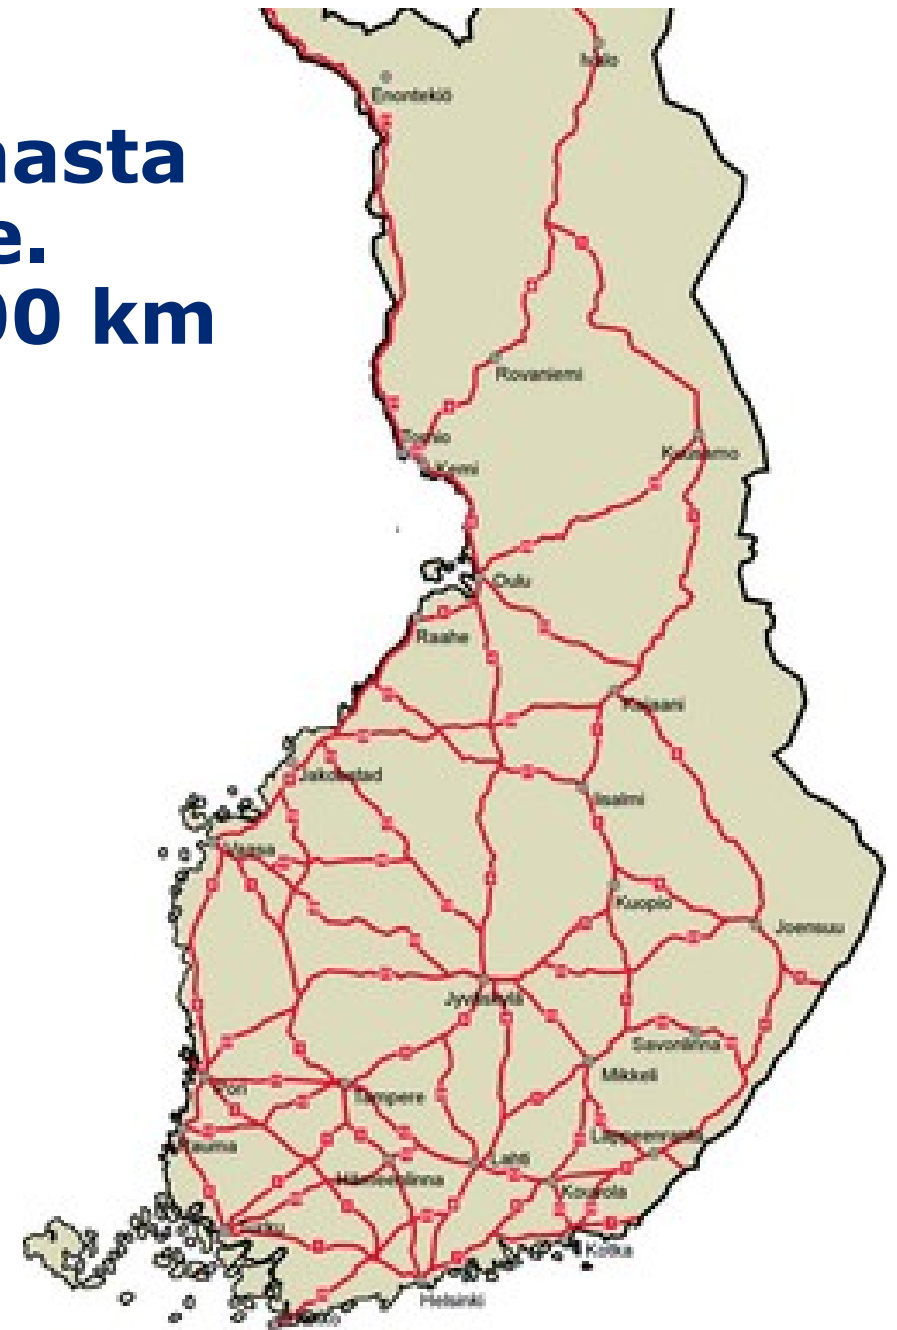 Ivalo
Enontekiö
nasta
e.
00 km
Rovaniemi
Tornio
Kuusamo
Kemi
Oulu
Raahe
Kajaani
Jakobstad
Iisalmi
Vaasa
Kuopio
Joensuu
Jyväskylä
Savonlinna
Mikkeli
Pori
Tampere
Lappeenranta
Rauma
Lahti
Hämeenlinna
Kouvola
Turku
Kotka
Helsinki